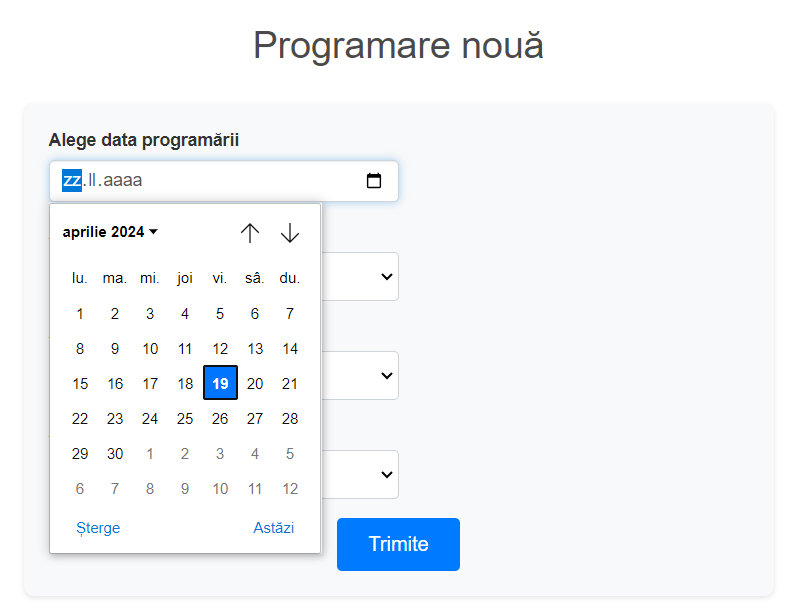 Programare nouă
Alege data programării
zz.ll.aaaa
aprilie 2024
lu. ma. mi. joi vi. sâ. du.
1 2 3 4 5 6 7
8 9 10 11 12 13 14
15 16 17 18 19 20 21
22 23 24 25 26 27 28
29 30 1 2 3 4 5
6 7 8 9 10 11 12
Șterge Astăzi
Trimite